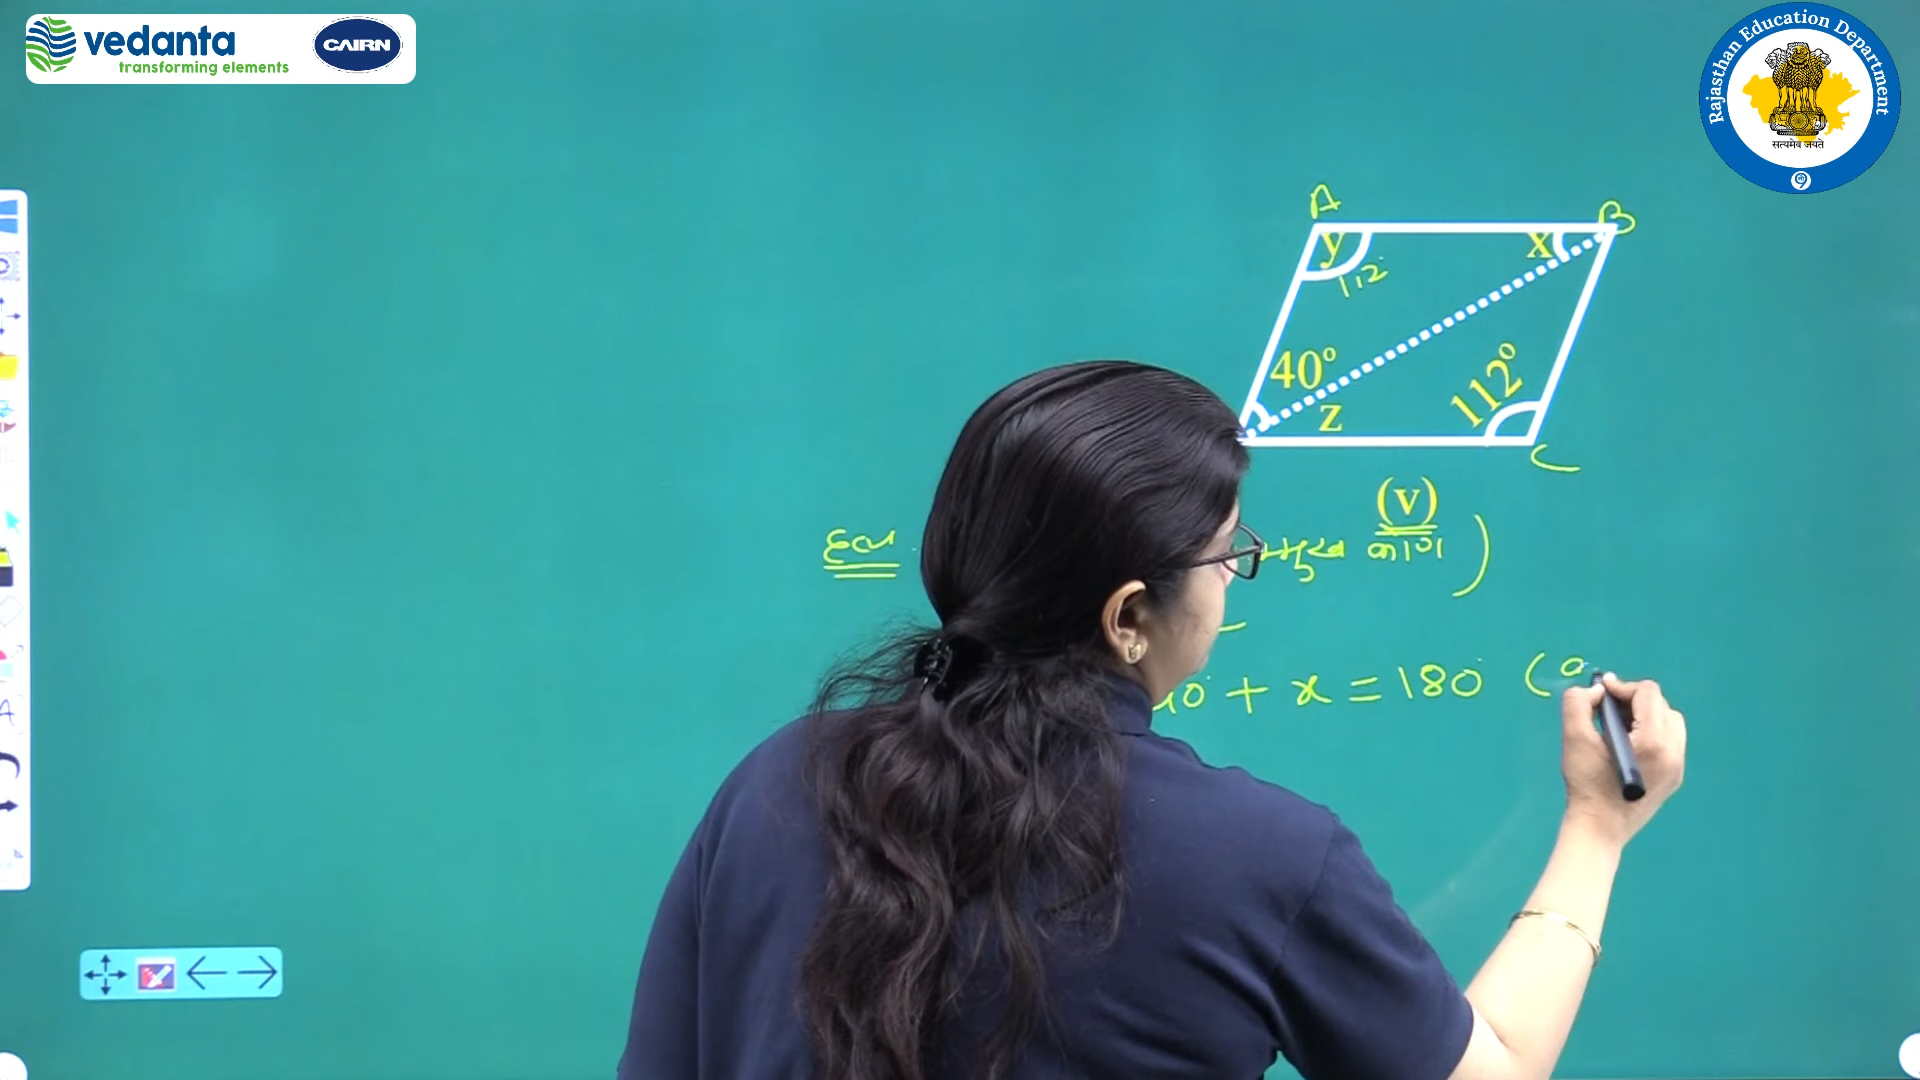 vedanta
transforming elements
CAIRN
Rajasthan Education Department
सत्यमेव जयते
A
B
y
x
112°
40°
112°
z
C
(v)
हल
कोण )
40° + x = 180° (